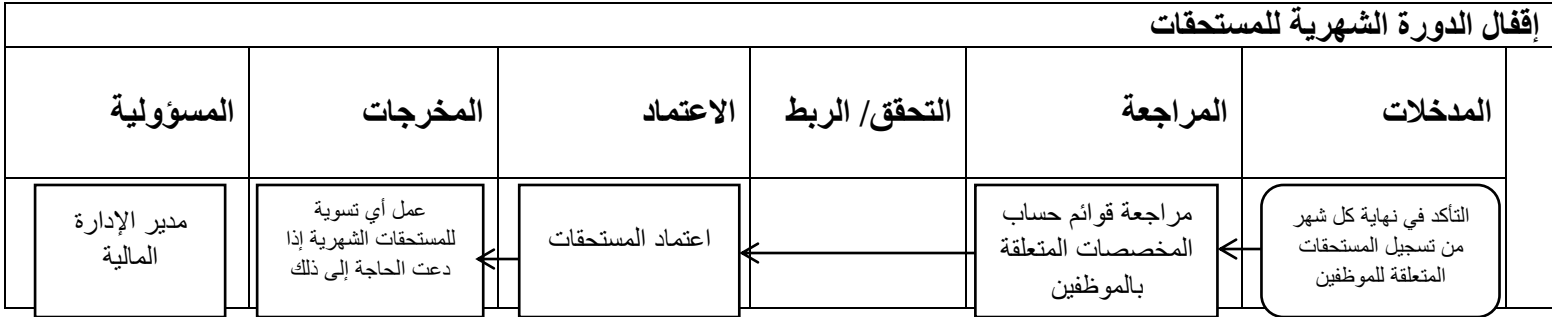 إقفال الدورة الشهرية للمستحقات
المدخلات
المراجعة
التحقق/ الربط
الاعتماد
المخرجات
المسؤولية
التأكد في نهاية كل شهر
من تسجيل المستحقات
المتعلقة للموظفين
مراجعة قوائم حساب
المخصصات المتعلقة
بالموظفين
اعتماد المستحقات
عمل أي تسوية
للمستحقات الشهرية إذا
دعت الحاجة إلى ذلك
مدير الإدارة
المالية